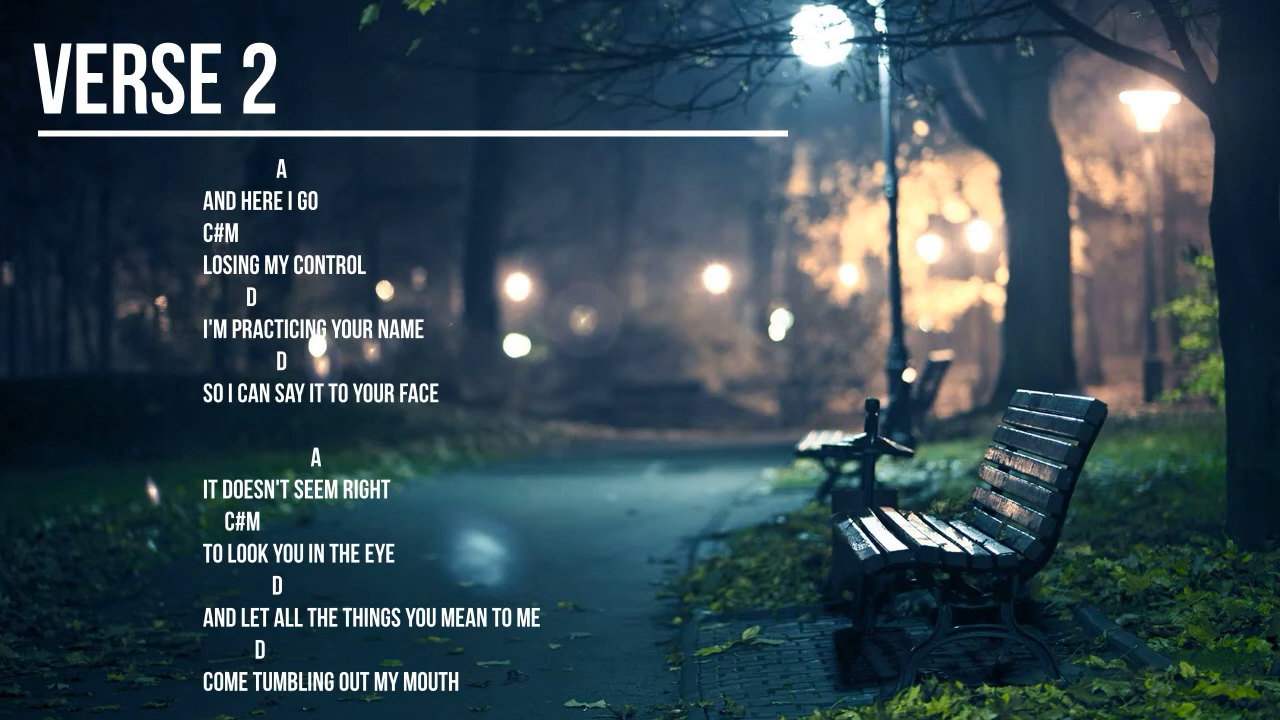 VERSE 2
A
AND HERE I GO
C#M
LOSING MY CONTROL
D
I'M PRACTICING YOUR NAME
D
SO I CAN SAY IT TO YOUR FACE
A
IT DOESN'T SEEM RIGHT
C#M
TO LOOK YOU IN THE EYE
D
AND LET ALL THE THINGS YOU MEAN TO ME
D
COME TUMBLING OUT MY MOUTH